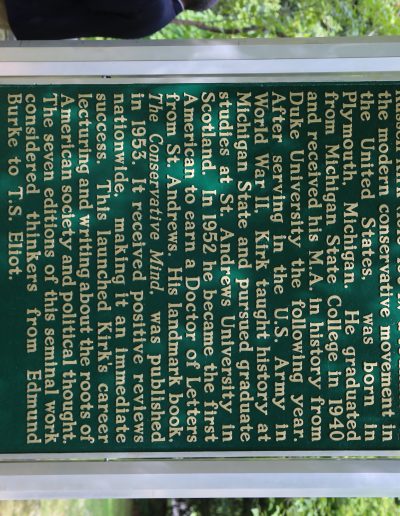 the modern conservative movement in
the United States, was born in
Plymouth, Michigan. He graduated
from Michigan State College in 1940
and received his M.A. in history from
Duke University the following year.
After serving in the U.S. Army in
World War II, Kirk taught history at
Michigan State and pursued graduate
studies at St. Andrews University in
Scotland. In 1952 he became the first
American to earn a Doctor of Letters
from St. Andrews. His landmark book,
The Conservative Mind was published
in 1953. It received positive reviews
nationwide, making it an immediate
success. This launched Kirk's career
lecturing and writing about the roots of
American society and political thought.
The seven editions of this seminal work
considered thinkers from Edmund
Burke to T.S. Eliot.